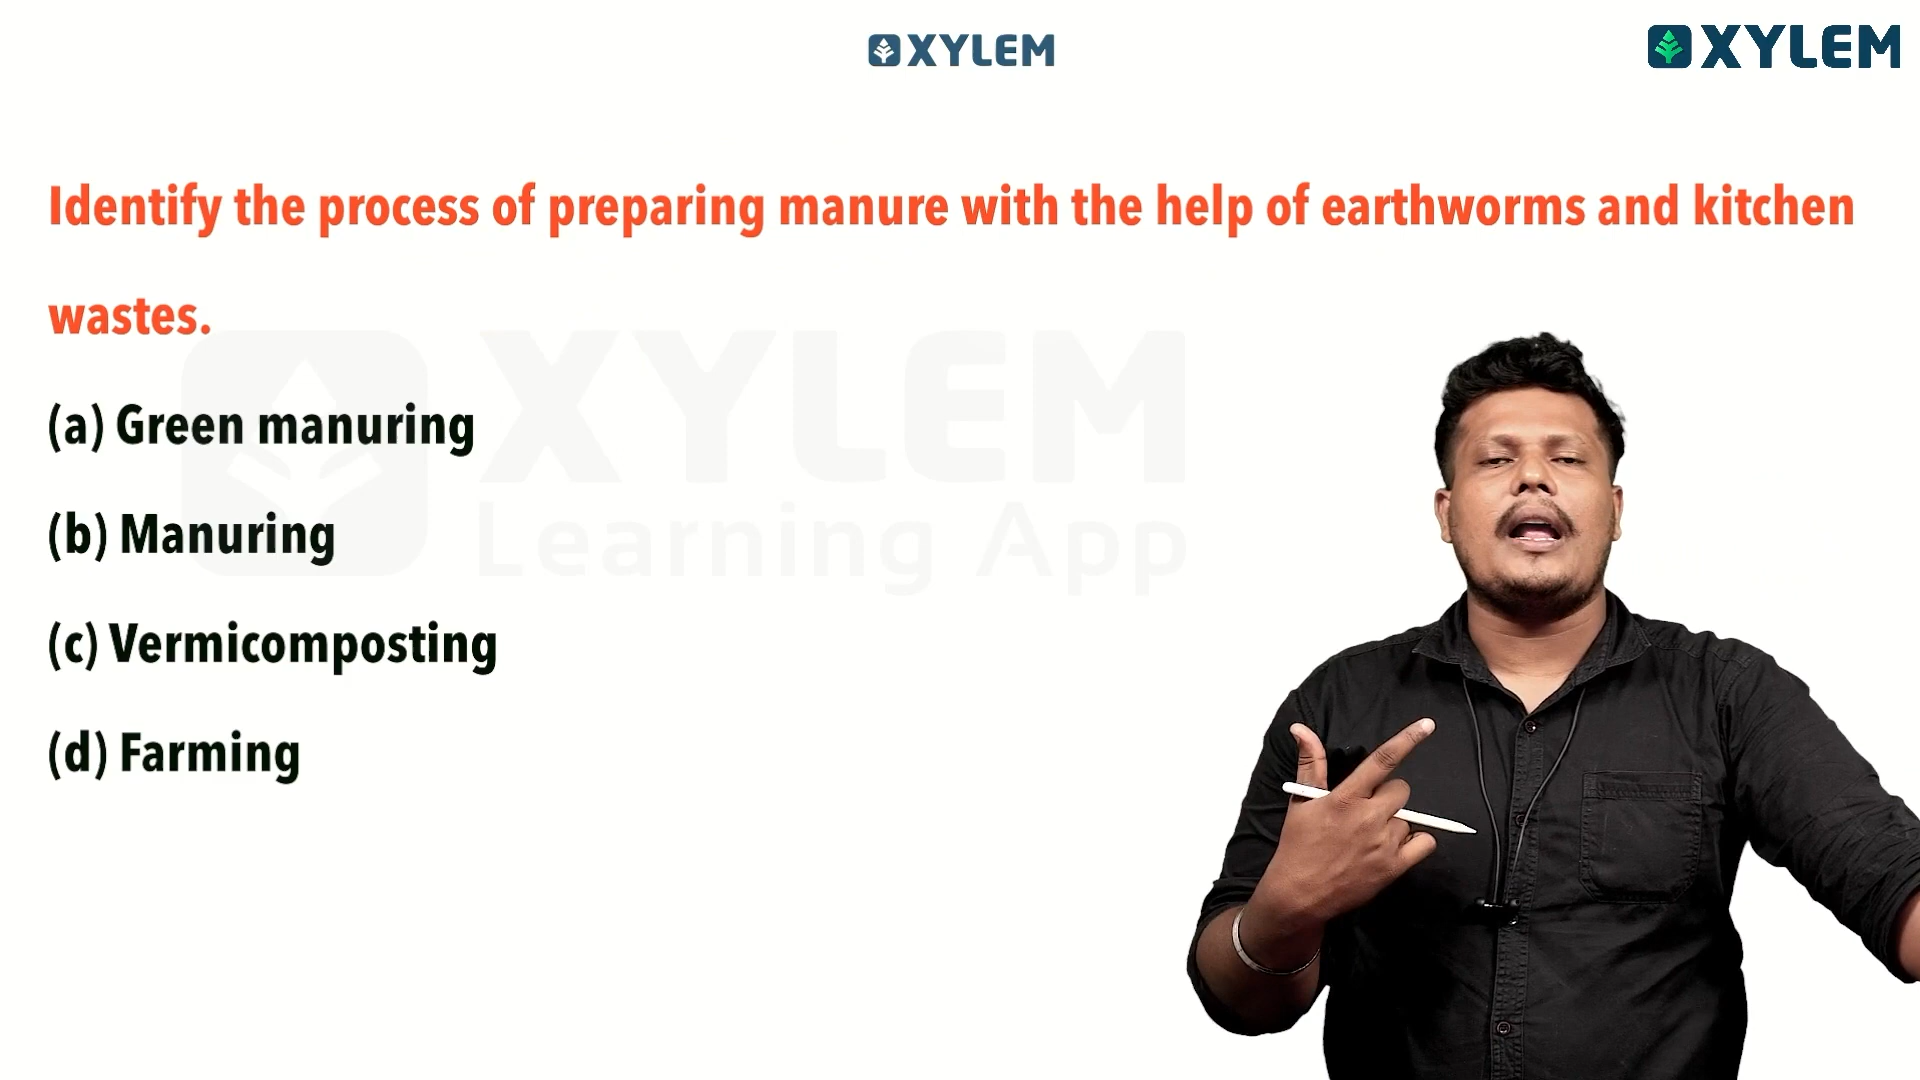 XYLEM
XYLEM
Identify the process of preparing manure with the help of earthworms and kitchen
wastes.
XYLEM
Learning App
(a) Green manuring
(b) Manuring
(c) Vermicomposting
(d) Farming